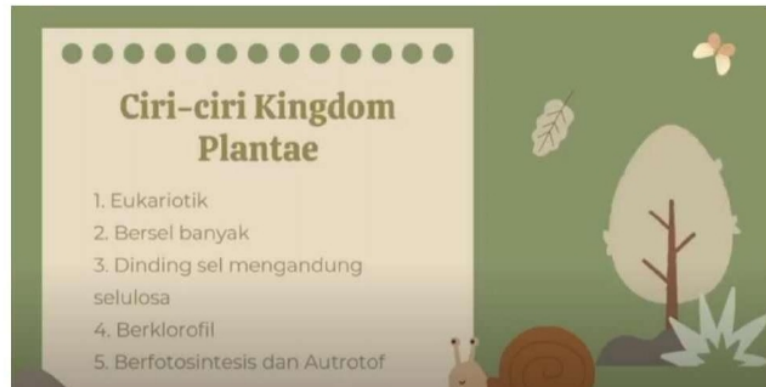 Ciri-ciri Kingdom
Plantae
1. Eukariotik
2. Bersel banyak
3. Dinding sel mengandung
selulosa
4. Berklorofil
5. Berfotosintesis dan Autrotof